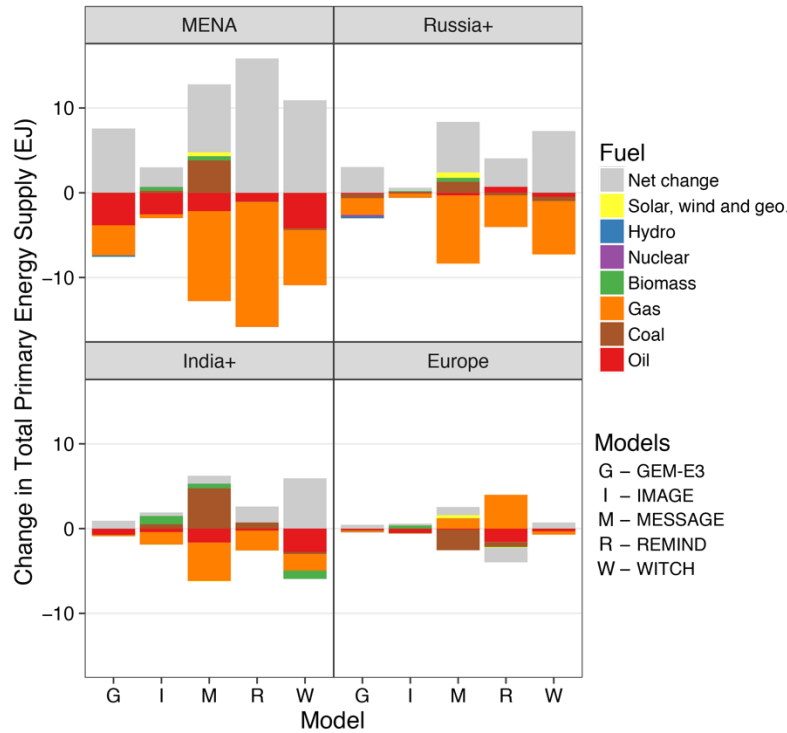 MENA
Russia+
10
0
−10
India+
Europe
10
0
−10
Change in Total Primary Energy Supply (EJ)
G I M R W
G I M R W
Model
Fuel
Net change
Solar, wind and geo.
Hydro
Nuclear
Biomass
Gas
Coal
Oil
Models
G – GEM-E3
I – IMAGE
M – MESSAGE
R – REMIND
W – WITCH